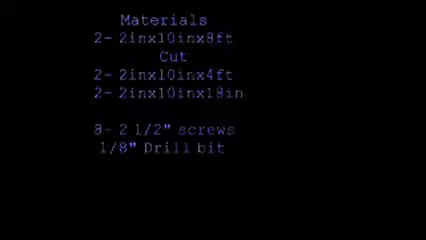 Materials
2- 2inx10inx8ft
Cut
2- 2inx10inx4ft
2- 2inx10inx18in
8- 2 1/2" screws
1/8" Drill bit